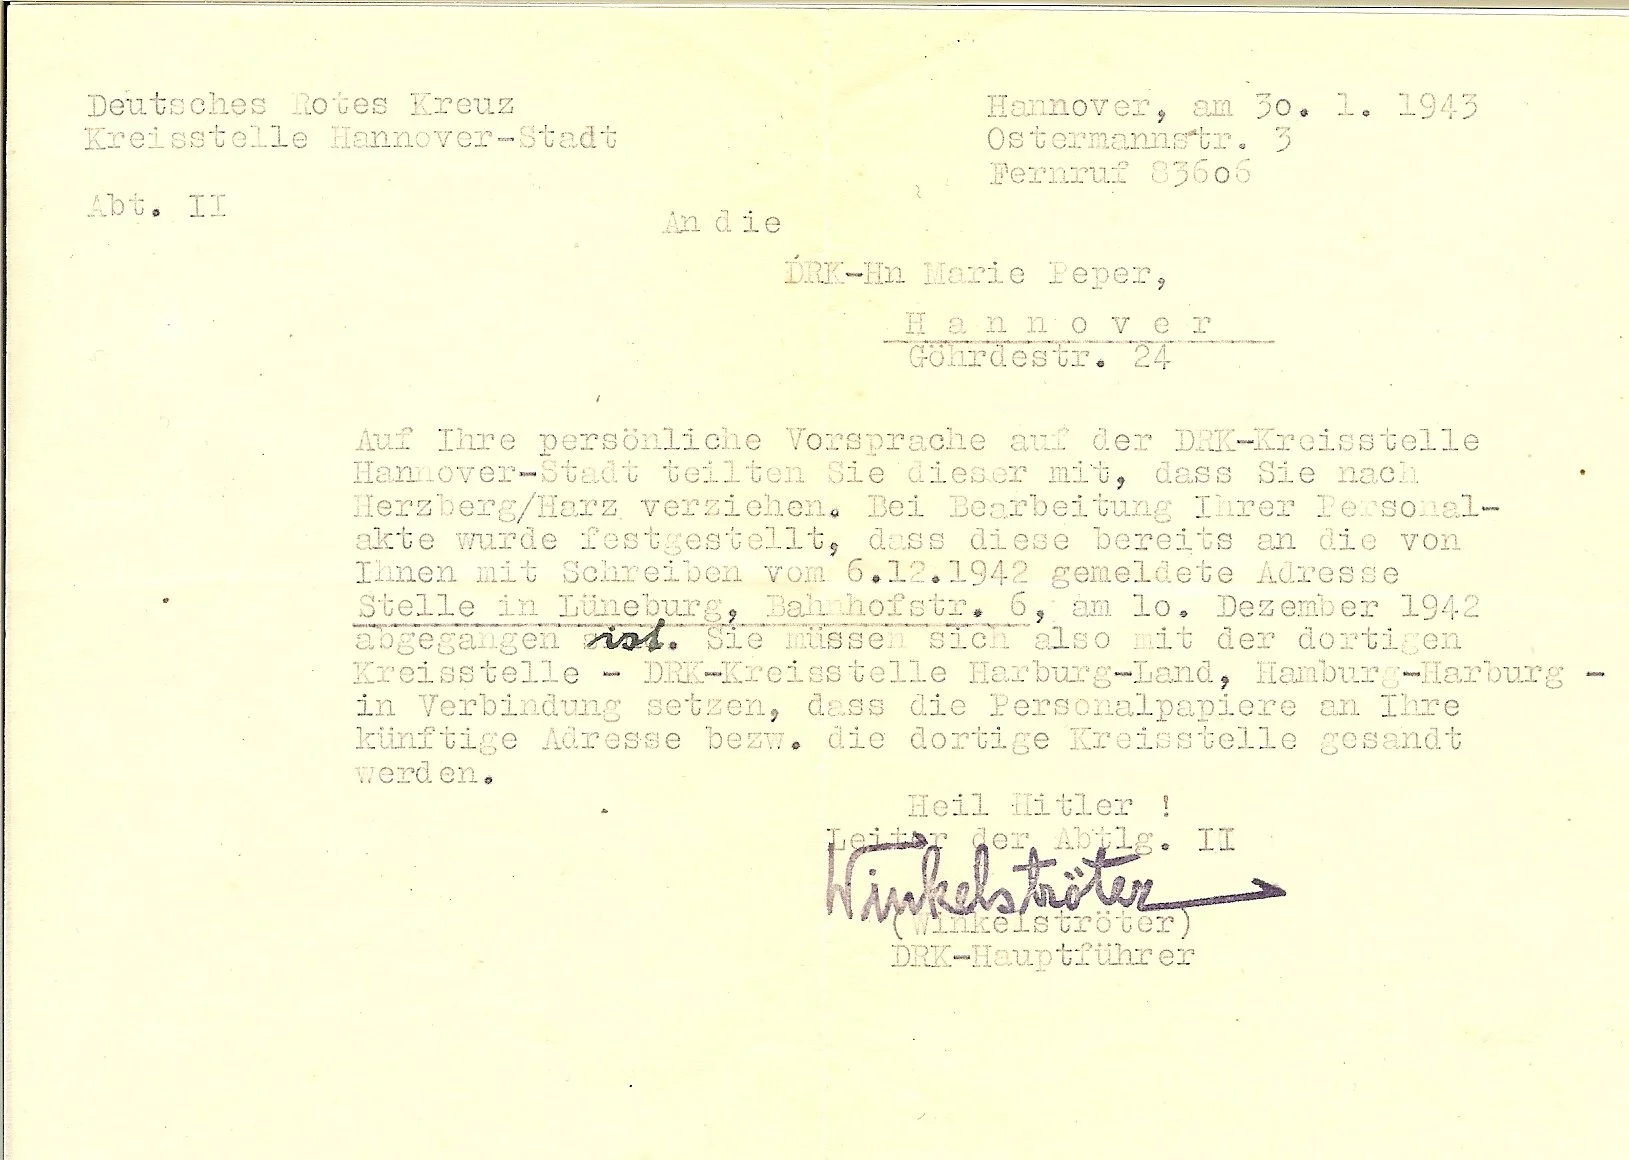 Deutsches Rotes Kreuz
Kreisstelle Hannover-Stadt
Abt. II
Hannover, am 3o. 1. 1943
Ostermannstr. 3
Fernruf 836o6
An die
DRK-Hn Marie Peper,
H a n n o v e r
Göhrdestr. 24
Auf Ihre persönliche Vorsprache auf der DRK-Kreisstelle
Hannover-Stadt teilten Sie dieser mit, dass Sie nach
Herzberg/Harz verziehen. Bei Bearbeitung Ihrer Personal-
akte wurde festgestellt, dass diese bereits an die von
Ihnen mit Schreiben vom 6.12.1942 gemeldete Adresse
Stelle in Lüneburg, Bahnhofstr. 6, am 1o. Dezember 1942
abgegangen ist. Sie müssen sich also mit der dortigen
Kreisstelle - DRK-Kreisstelle Harburg-Land, Hamburg-Harburg -
in Verbindung setzen, dass die Personalpapiere an Ihre
künftige Adresse bezw. die dortige Kreisstelle gesandt
werden.
Heil Hitler !
Leiter der Abtlg. II
Winkelströter
(Winkelströter)
DRK-Hauptführer